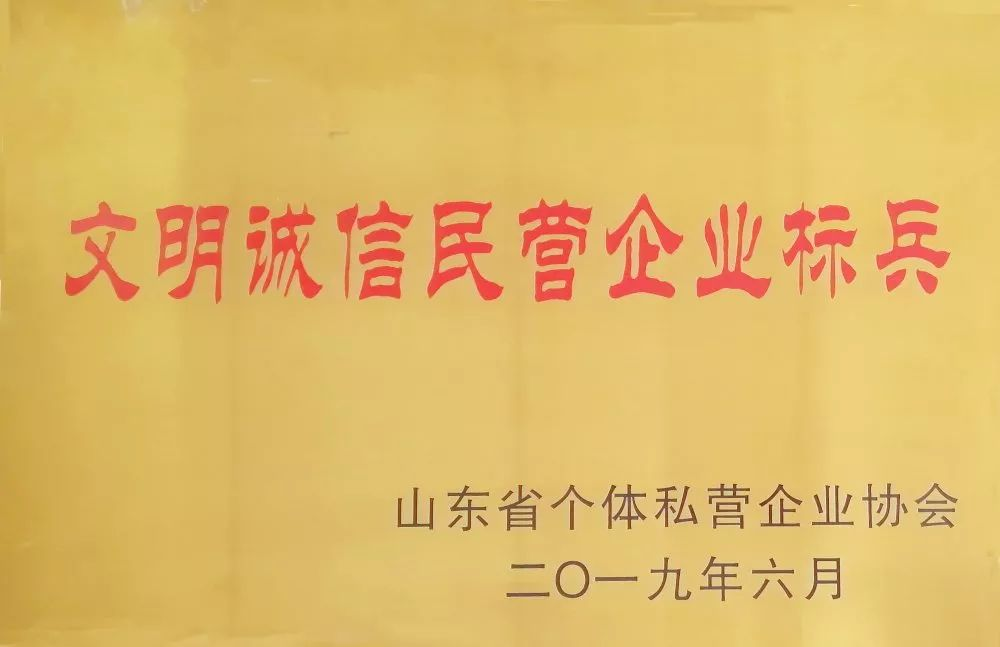 文明诚信民营企业标兵
山东省个体私营企业协会
二〇一九年六月